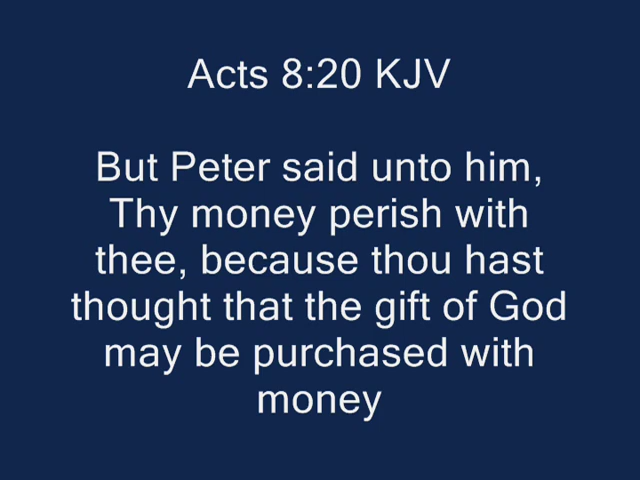 Acts 8:20 KJV
But Peter said unto him,
Thy money perish with
thee, because thou hast
thought that the gift of God
may be purchased with
money